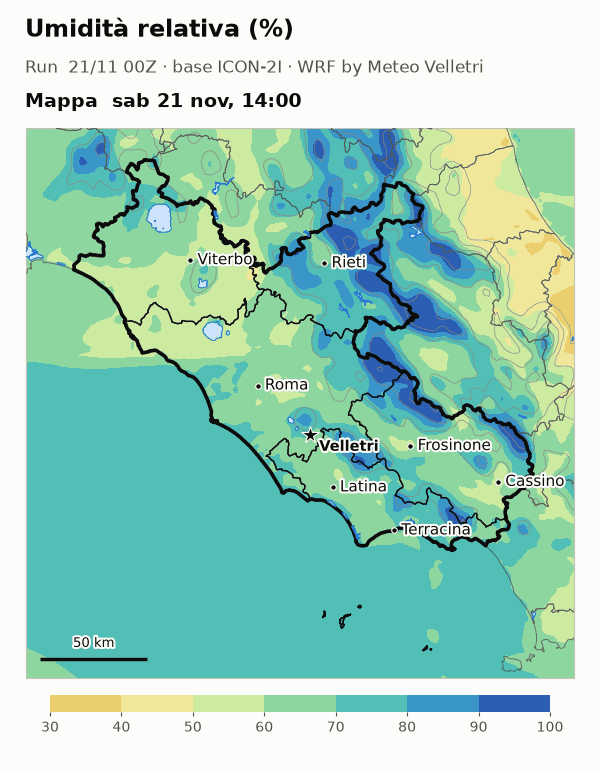 Umidità relativa (%)
Run 21/11 00Z · base ICON-2I · WRF by Meteo Velletri
Mappa sab 21 nov, 14:00
Viterbo
Rieti
Roma
Velletri
Frosinone
Cassino
Latina
Terracina
50 km
30 40 50 60 70 80 90 100